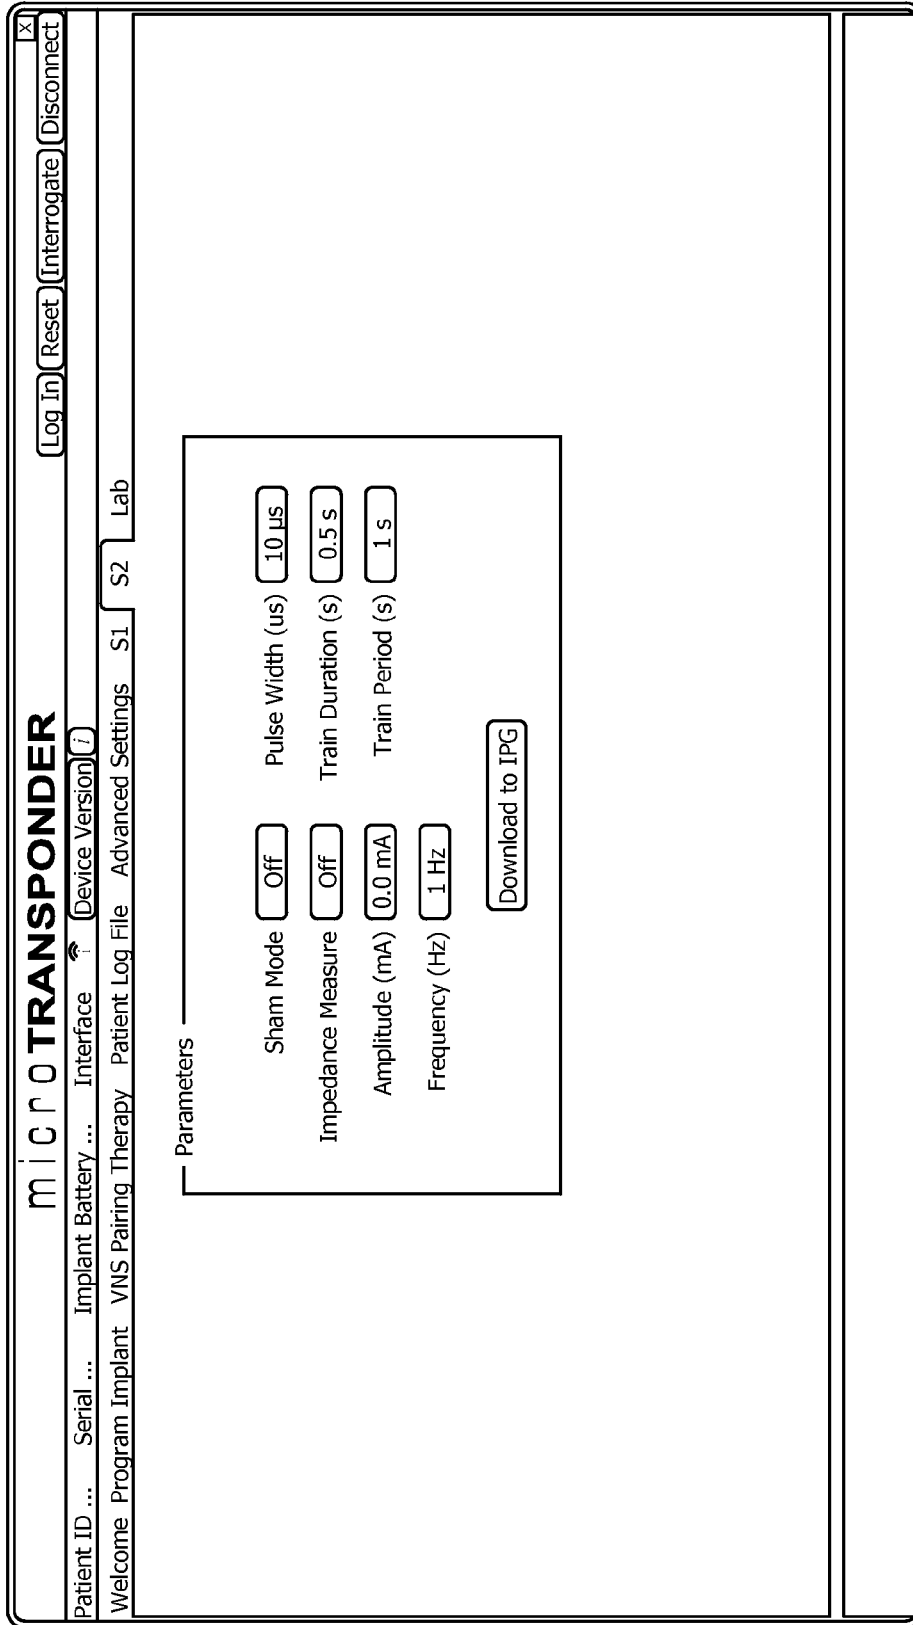 X
micro TRANSPONDER
Log In Reset Interrogate Disconnect
Patient ID ... Serial ... Implant Battery ... Interface Device Version i
Welcome Program Implant VNS Pairing Therapy Patient Log File Advanced Settings S1 S2 Lab
Parameters
Sham Mode Off Pulse Width (us) 10 µs
Impedance Measure Off Train Duration (s) 0.5 s
Amplitude (mA) 0.0 mA Train Period (s) 1 s
Frequency (Hz) 1 Hz
Download to IPG